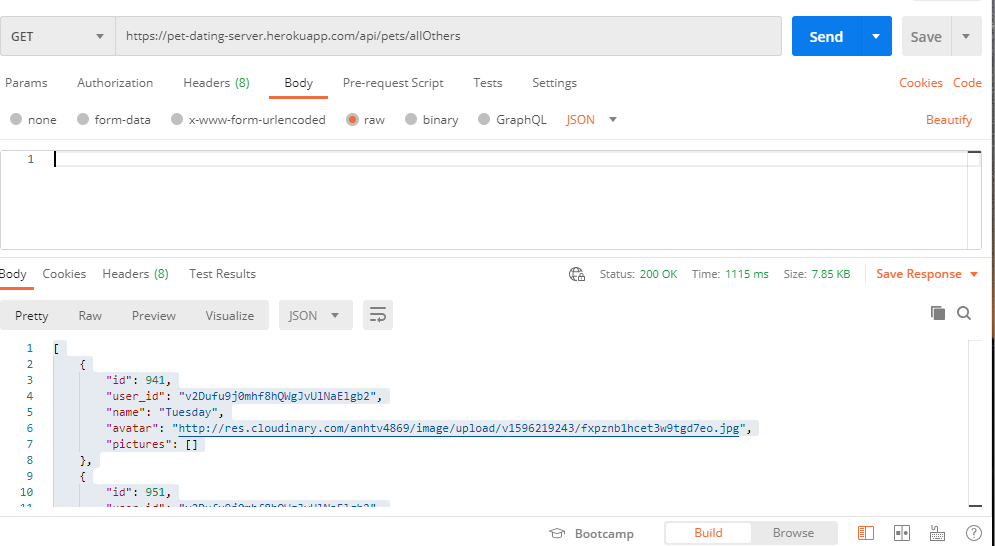 GET https://pet-dating-server.herokuapp.com/api/pets/allOthers Send Save
Params Authorization Headers (8) Body Pre-request Script Tests Settings Cookies Code
none form-data x-www-form-urlencoded raw binary GraphQL JSON Beautify
1
Body Cookies Headers (8) Test Results Status: 200 OK Time: 1115 ms Size: 7.85 KB Save Response
Pretty Raw Preview Visualize JSON
1 [
2 {
3 "id": 941,
4 "user_id": "v2Dufu9j0mhf8hQWgJvUlNaElgb2",
5 "name": "Tuesday",
6 "avatar": "http://res.cloudinary.com/anhtv4869/image/upload/v1596219243/fxpznb1hcet3w9tgd7eo.jpg",
7 "pictures": []
8 },
9 {
10 "id": 951,
11 "user_id": "v2Dufu9j0mhf8hQWgJvUlNaElgb2"
Bootcamp Build Browse